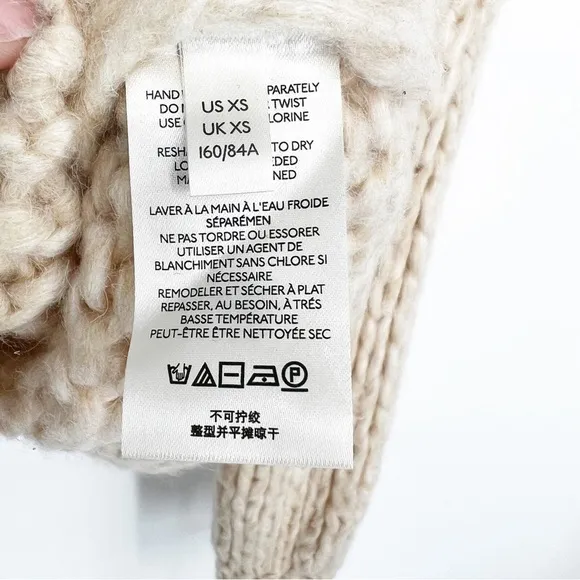 US XS
UK XS
160/84A
HAND PARATELY
DO TWIST
USE LORINE
RESH TO DRY
LO EDED
MA NED
LAVER À LA MAIN À L'EAU FROIDE
SÉPARÉMEN
NE PAS TORDRE OU ESSORER
UTILISER UN AGENT DE
BLANCHIMENT SANS CHLORE SI
NÉCESSAIRE
REMODELER ET SÉCHER À PLAT
REPASSER, AU BESOIN, À TRÉS
BASSE TEMPÉRATURE
PEUT-ÊTRE ÊTRE NETTOYÉE SEC
P
不可拧绞
整型并平摊晾干